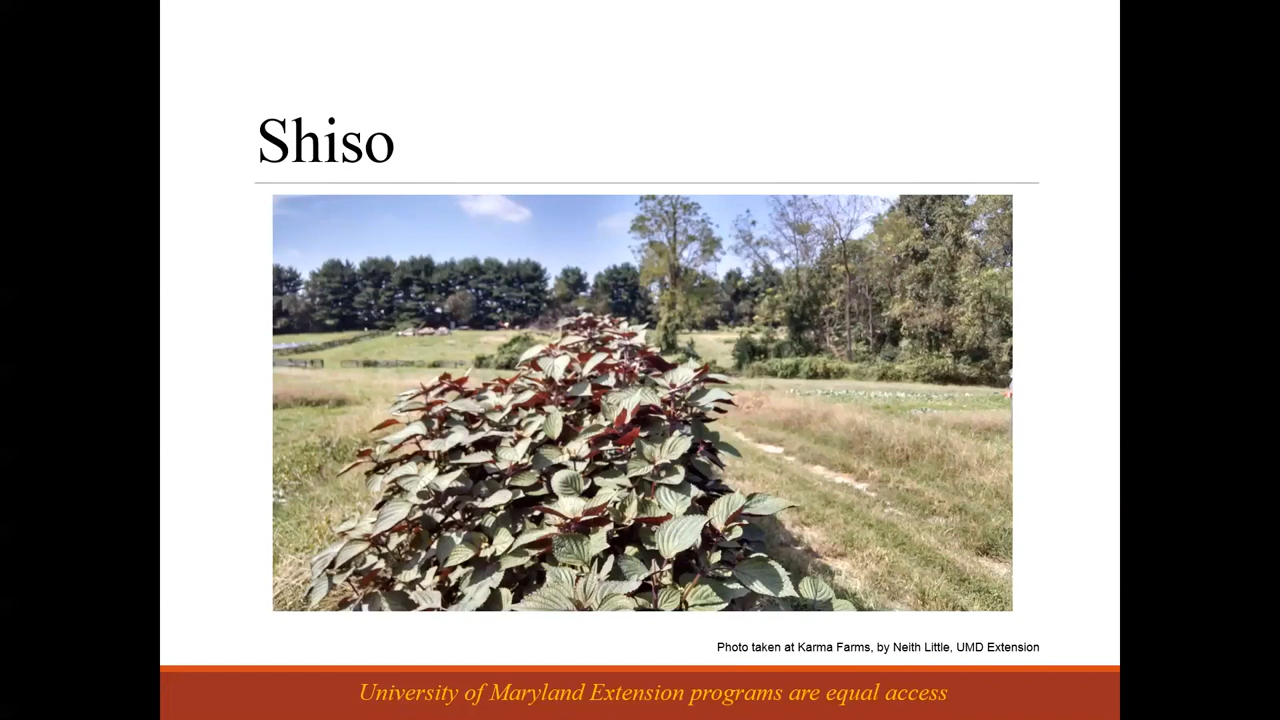 Shiso
Photo taken at Karma Farms, by Neith Little, UMD Extension
University of Maryland Extension programs are equal access